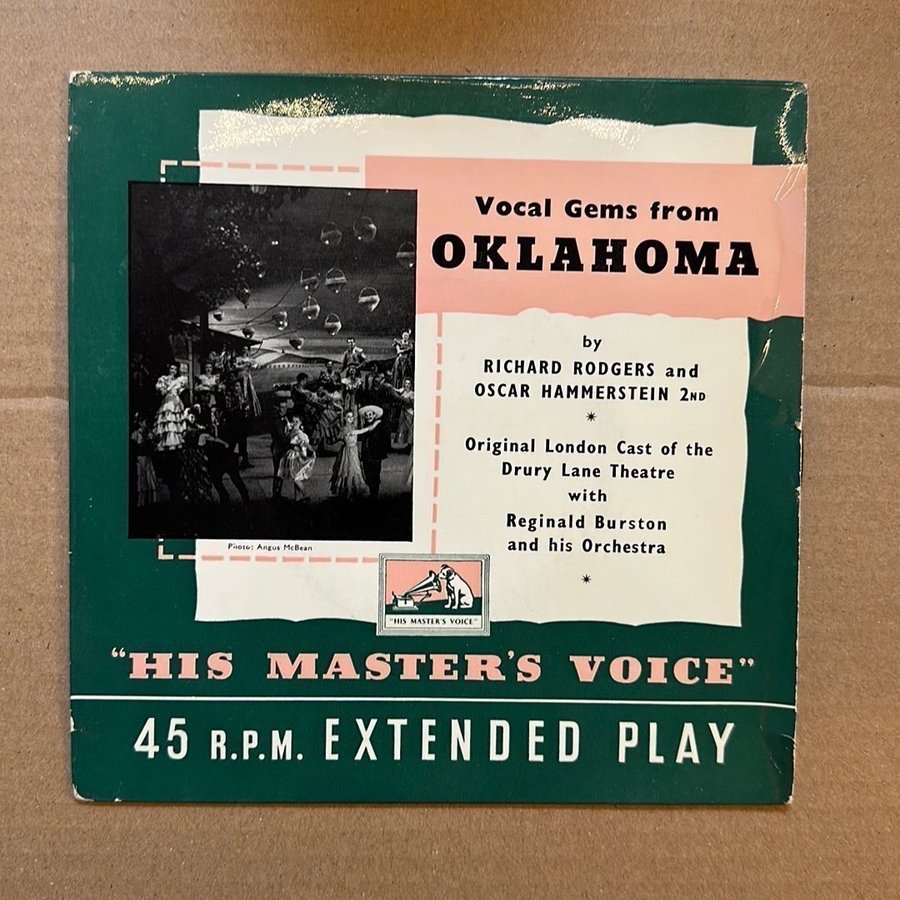 Vocal Gems from
OKLAHOMA
by
RICHARD RODGERS and
OSCAR HAMMERSTEIN 2ND
*
Original London Cast of the
Drury Lane Theatre
with
Reginald Burston
and his Orchestra
*
Photo: Angus McBean
"HIS MASTER'S VOICE"
"HIS MASTER'S VOICE"
45 R.P.M. EXTENDED PLAY